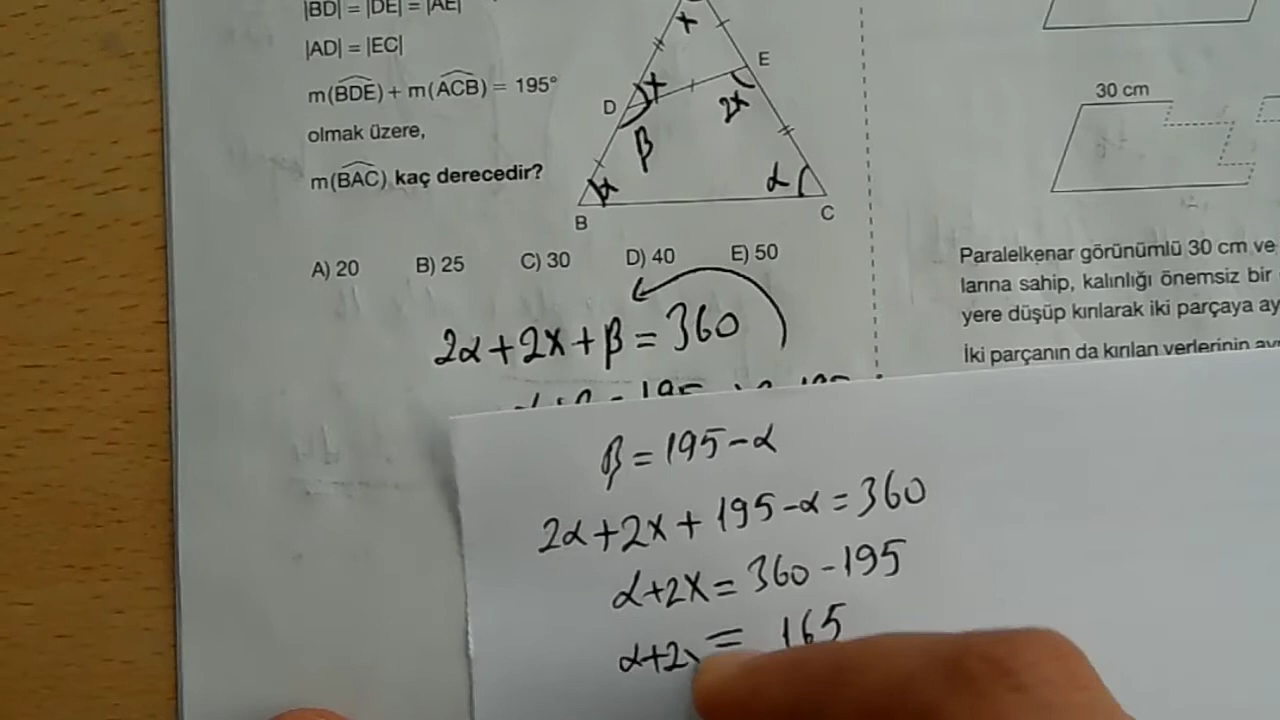 |BD| = |DE| = |AE|
|AD| = |EC|
m(BDE) + m(ACB) = 195°
olmak üzere,
m(BAC) kaç derecedir?
x
E
D
x
2x
β
α
α
B
C
A) 20 B) 25 C) 30 D) 40 E) 50
2α+2x+β=360
β=195-α
2α+2x+195-α=360
α+2x=360-195
α+2x=165
30 cm
Paralelkenar görünümlü 30 cm ve
larına sahip, kalınlığı önemsiz bir
yere düşüp kırılarak iki parçaya ay
İki parçanın da kırılan yerlerinin ay